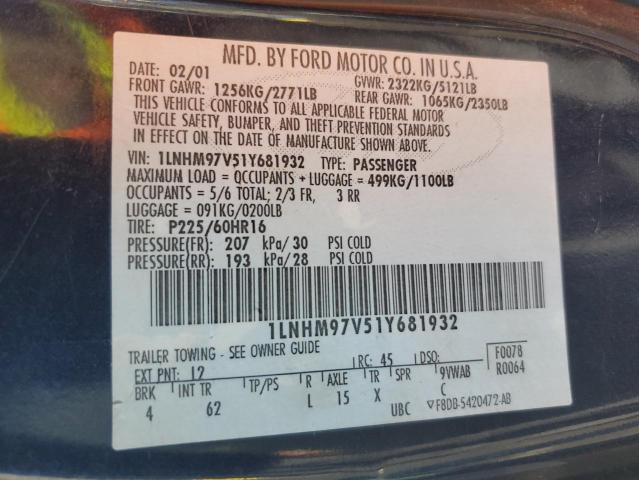 MFD. BY FORD MOTOR CO. IN U.S.A.
DATE: 02/01 GVWR: 2322KG/5121LB
FRONT GAWR: 1256KG/2771LB REAR GAWR: 1065KG/2350LB
THIS VEHICLE CONFORMS TO ALL APPLICABLE FEDERAL MOTOR
VEHICLE SAFETY, BUMPER, AND THEFT PREVENTION STANDARDS
IN EFFECT ON THE DATE OF MANUFACTURE SHOWN ABOVE.
VIN: 1LNHM97V51Y681932 TYPE: PASSENGER
MAXIMUM LOAD = OCCUPANTS + LUGGAGE = 499KG/1100LB
OCCUPANTS = 5/6 TOTAL; 2/3 FR, 3 RR
LUGGAGE = 091KG/0200LB
TIRE: P225/60HR16
PRESSURE(FR) = 207 kPa/30 PSI COLD
PRESSURE(RR) = 193 kPa/28 PSI COLD
1LNHM97V51Y681932
TRAILER TOWING - SEE OWNER GUIDE
EXT PNT: 12 RC: 45 DSO: F0078
BRK INT TR TP/PS R AXLE TR SPR 9VWAB R0064
4 62 L 15 X C
UBC F8DB-5420472-AB